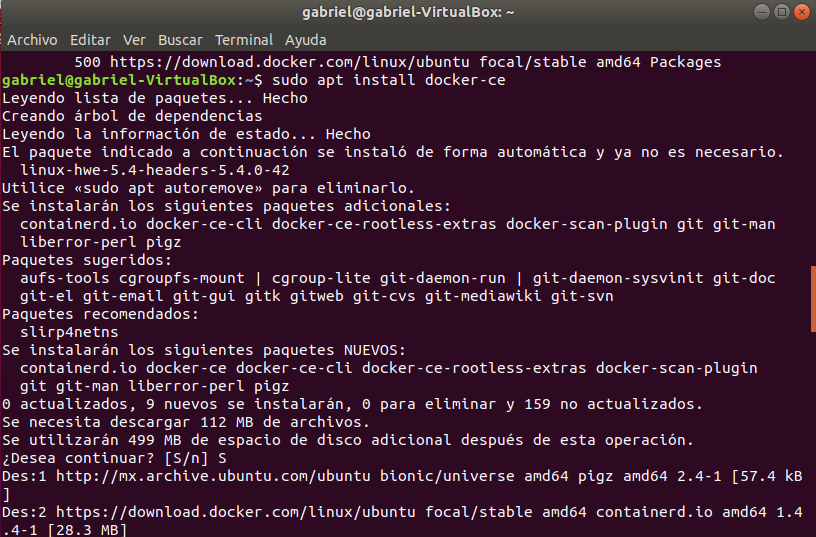 gabriel@gabriel-VirtualBox: ~
Archivo Editar Ver Buscar Terminal Ayuda
500 https://download.docker.com/linux/ubuntu focal/stable amd64 Packages
gabriel@gabriel-VirtualBox:~$ sudo apt install docker-ce
Leyendo lista de paquetes... Hecho
Creando árbol de dependencias
Leyendo la información de estado... Hecho
El paquete indicado a continuación se instaló de forma automática y ya no es necesario.
linux-hwe-5.4-headers-5.4.0-42
Utilice «sudo apt autoremove» para eliminarlo.
Se instalarán los siguientes paquetes adicionales:
containerd.io docker-ce-cli docker-ce-rootless-extras docker-scan-plugin git git-man
liberror-perl pigz
Paquetes sugeridos:
aufs-tools cgroupfs-mount | cgroup-lite git-daemon-run | git-daemon-sysvinit git-doc
git-el git-email git-gui gitk gitweb git-cvs git-mediawiki git-svn
Paquetes recomendados:
slirp4netns
Se instalarán los siguientes paquetes NUEVOS:
containerd.io docker-ce docker-ce-cli docker-ce-rootless-extras docker-scan-plugin
git git-man liberror-perl pigz
0 actualizados, 9 nuevos se instalarán, 0 para eliminar y 159 no actualizados.
Se necesita descargar 112 MB de archivos.
Se utilizarán 499 MB de espacio de disco adicional después de esta operación.
¿Desea continuar? [S/n] S
Des:1 http://mx.archive.ubuntu.com/ubuntu bionic/universe amd64 pigz amd64 2.4-1 [57.4 kB
]
Des:2 https://download.docker.com/linux/ubuntu focal/stable amd64 containerd.io amd64 1.4
.4-1 [28.3 MB]